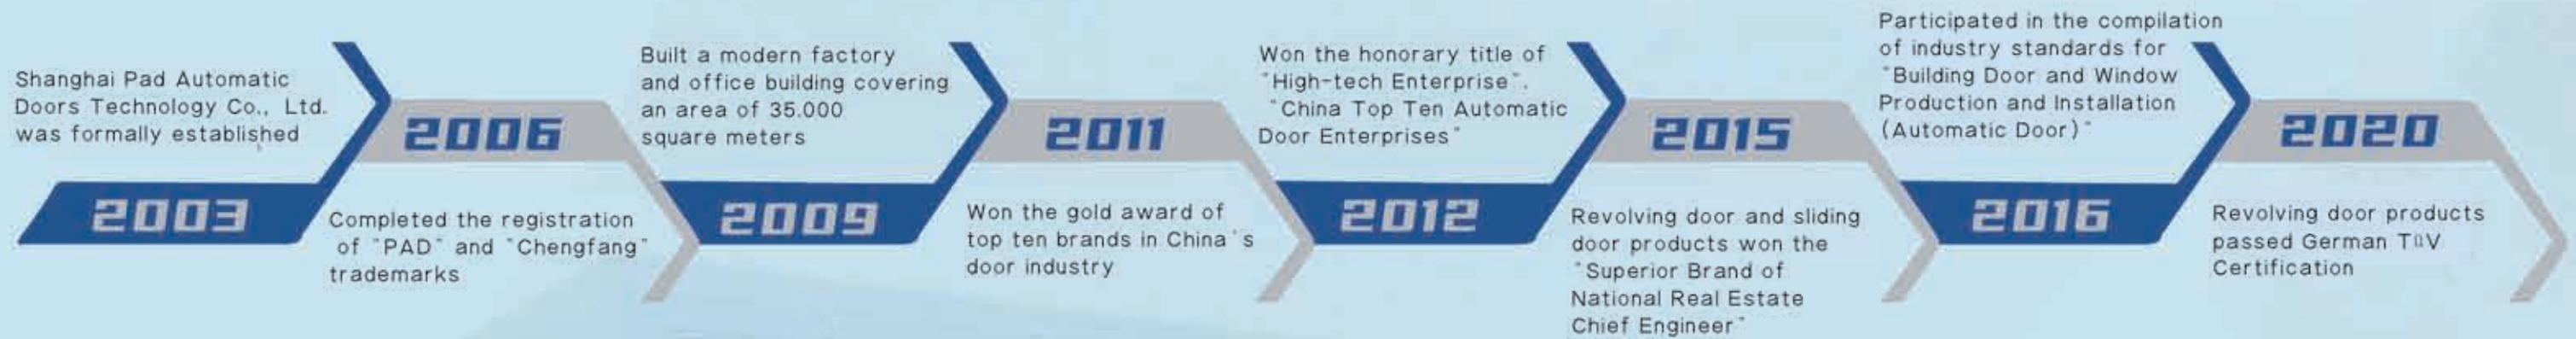 Shanghai Pad Automatic
Doors Technology Co., Ltd.
was formally established
2003
2006
Completed the registration
of "PAD" and "Chengfang"
trademarks
Built a modern factory
and office building covering
an area of 35.000
square meters
2009
2011
Won the gold award of
top ten brands in China's
door industry
Won the honorary title of
"High-tech Enterprise".
"China Top Ten Automatic
Door Enterprises"
2012
2015
Revolving door and sliding
door products won the
"Superior Brand of
National Real Estate
Chief Engineer"
Participated in the compilation
of industry standards for
"Building Door and Window
Production and Installation
(Automatic Door)"
2016
2020
Revolving door products
passed German TüV
Certification